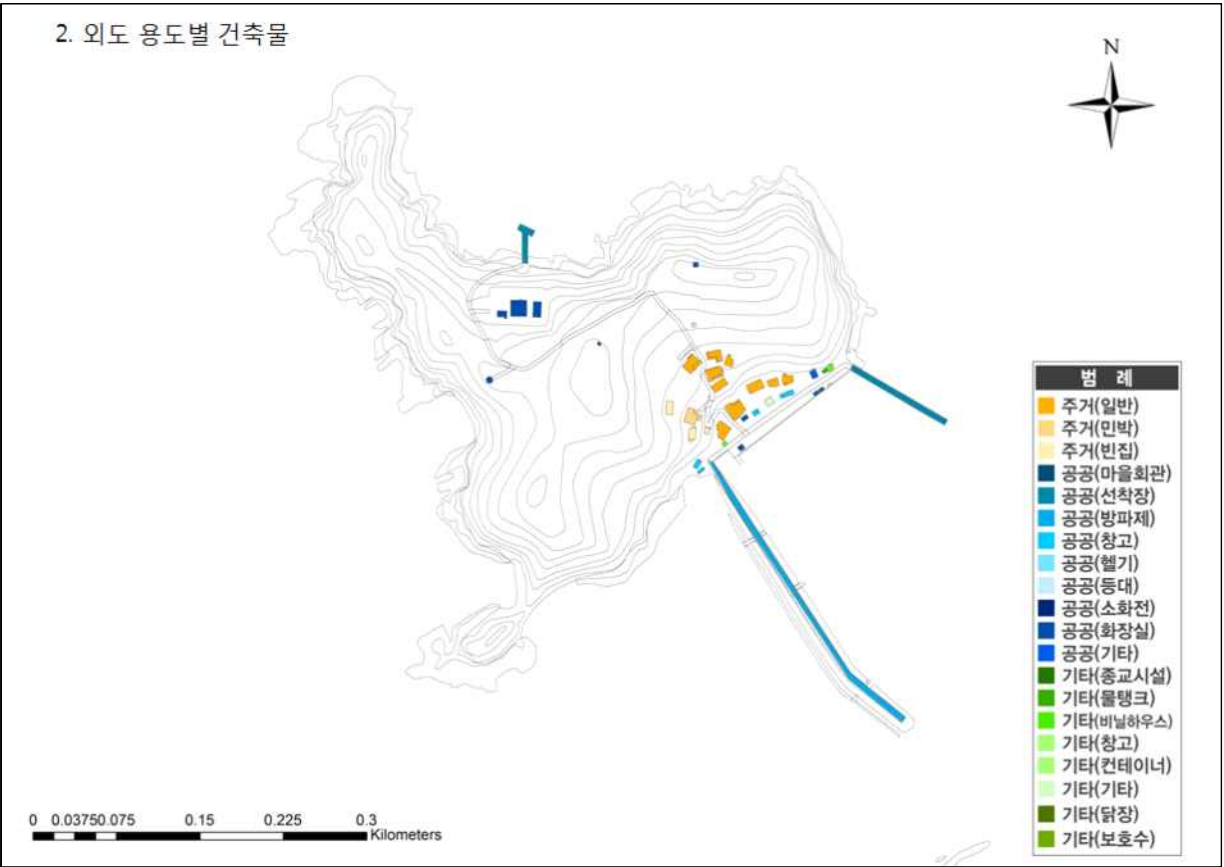 2. 외도 용도별 건축물
N
범 례
주거(일반)
주거(민박)
주거(빈집)
공공(마을회관)
공공(선착장)
공공(방파제)
공공(창고)
공공(헬기)
공공(등대)
공공(소화전)
공공(화장실)
공공(기타)
기타(종교시설)
기타(물탱크)
기타(비닐하우스)
기타(창고)
기타(컨테이너)
기타(기타)
기타(닭장)
기타(보호수)
0 0.03750.075 0.15 0.225 0.3
Kilometers